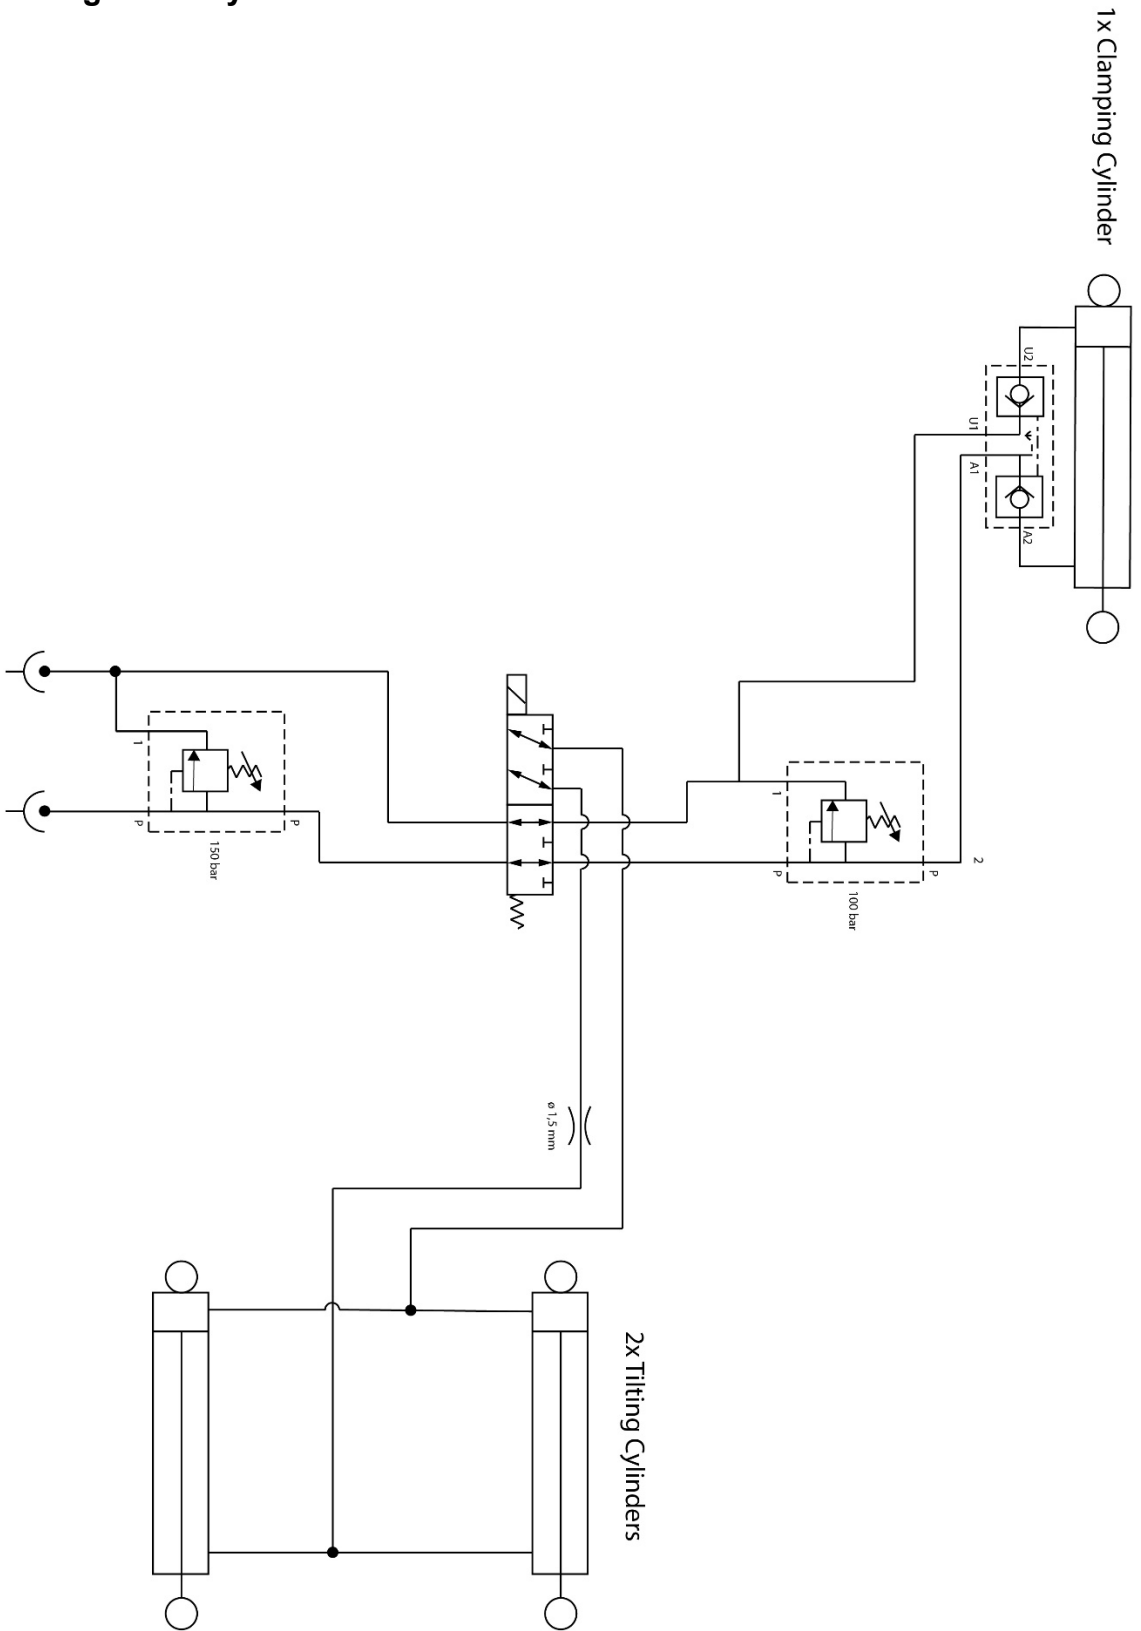 1x Clamping Cylinder
U2
U1
A1
A2
1
P
P
150 bar
1
P
P
2
100 bar
ø 1,5 mm
2x Tilting Cylinders